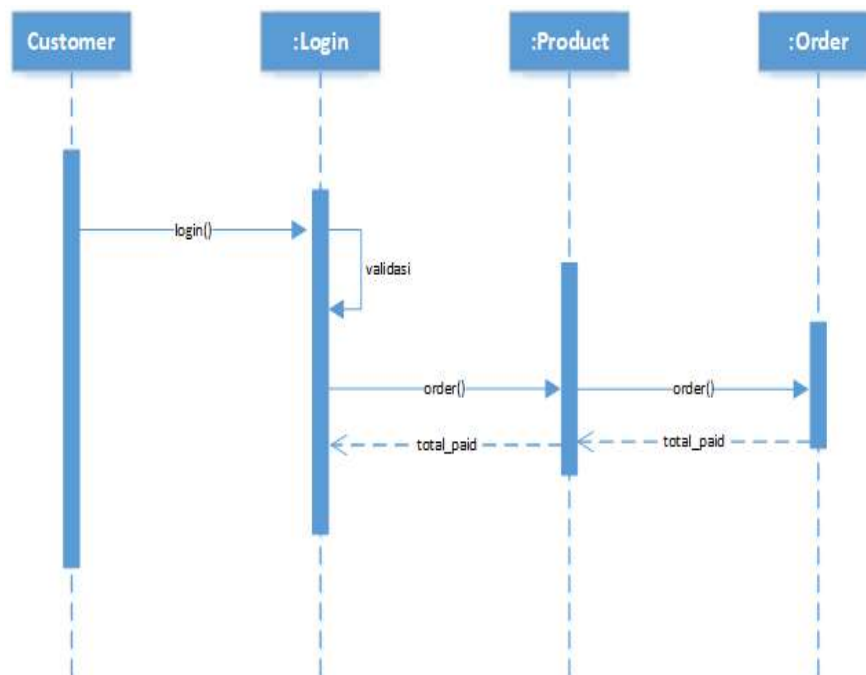 Customer
:Login
:Product
:Order
login()
validasi
order()
order()
total_paid
total_paid